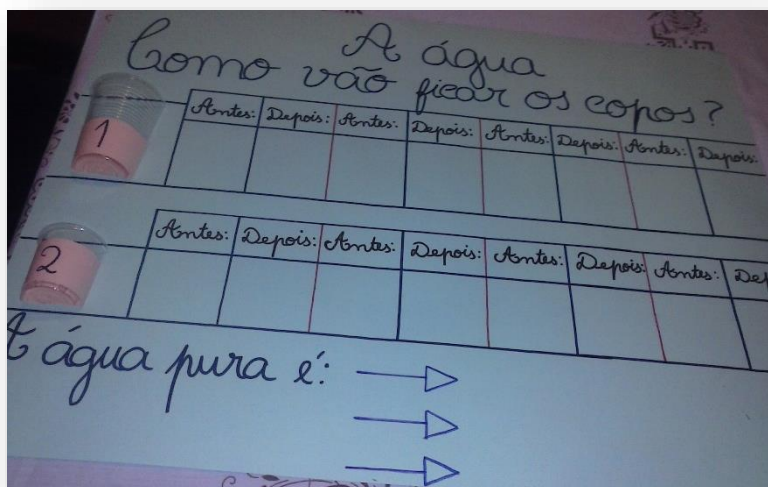 A água
Como vão ficar os copos?
1
Antes: Depois: Antes: Depois: Antes: Depois: Antes: Depois:
2
Antes: Depois: Antes: Depois: Antes: Depois: Antes: De
A água pura é: